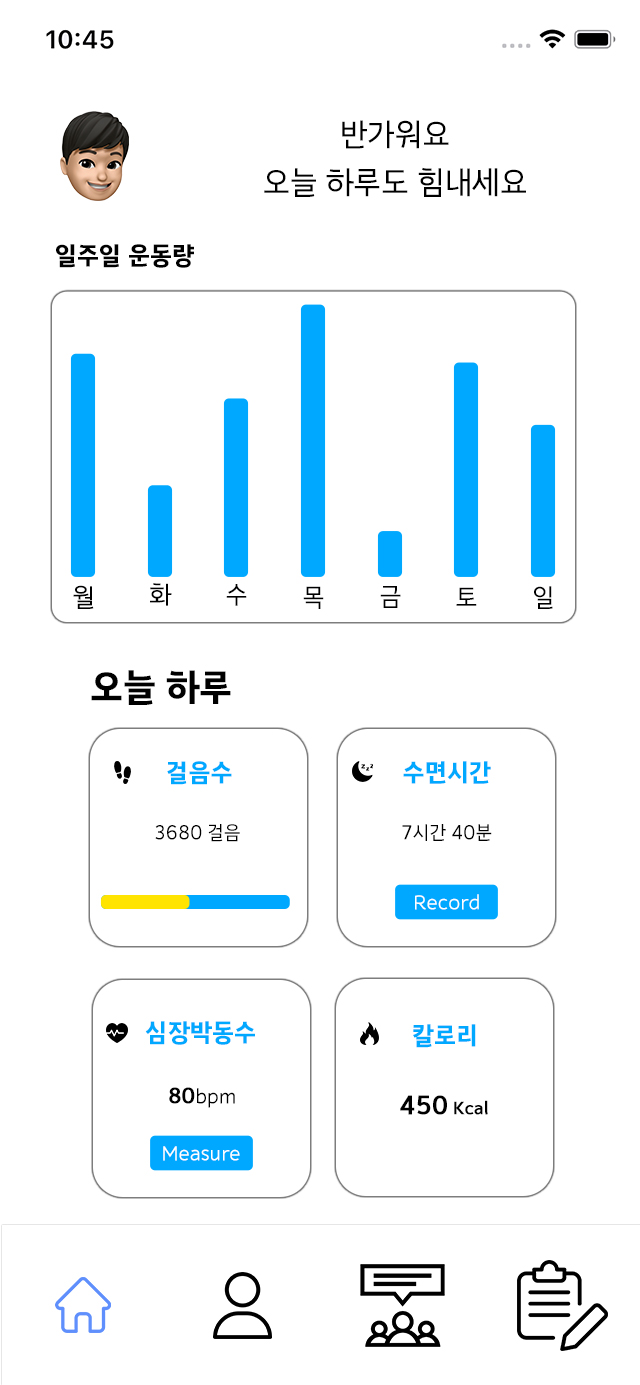 10:45
반가워요
오늘 하루도 힘내세요
일주일 운동량
월 화 수 목 금 토 일
오늘 하루
걸음수
3680 걸음
수면시간
7시간 40분
Record
심장박동수
80bpm
Measure
칼로리
450 Kcal